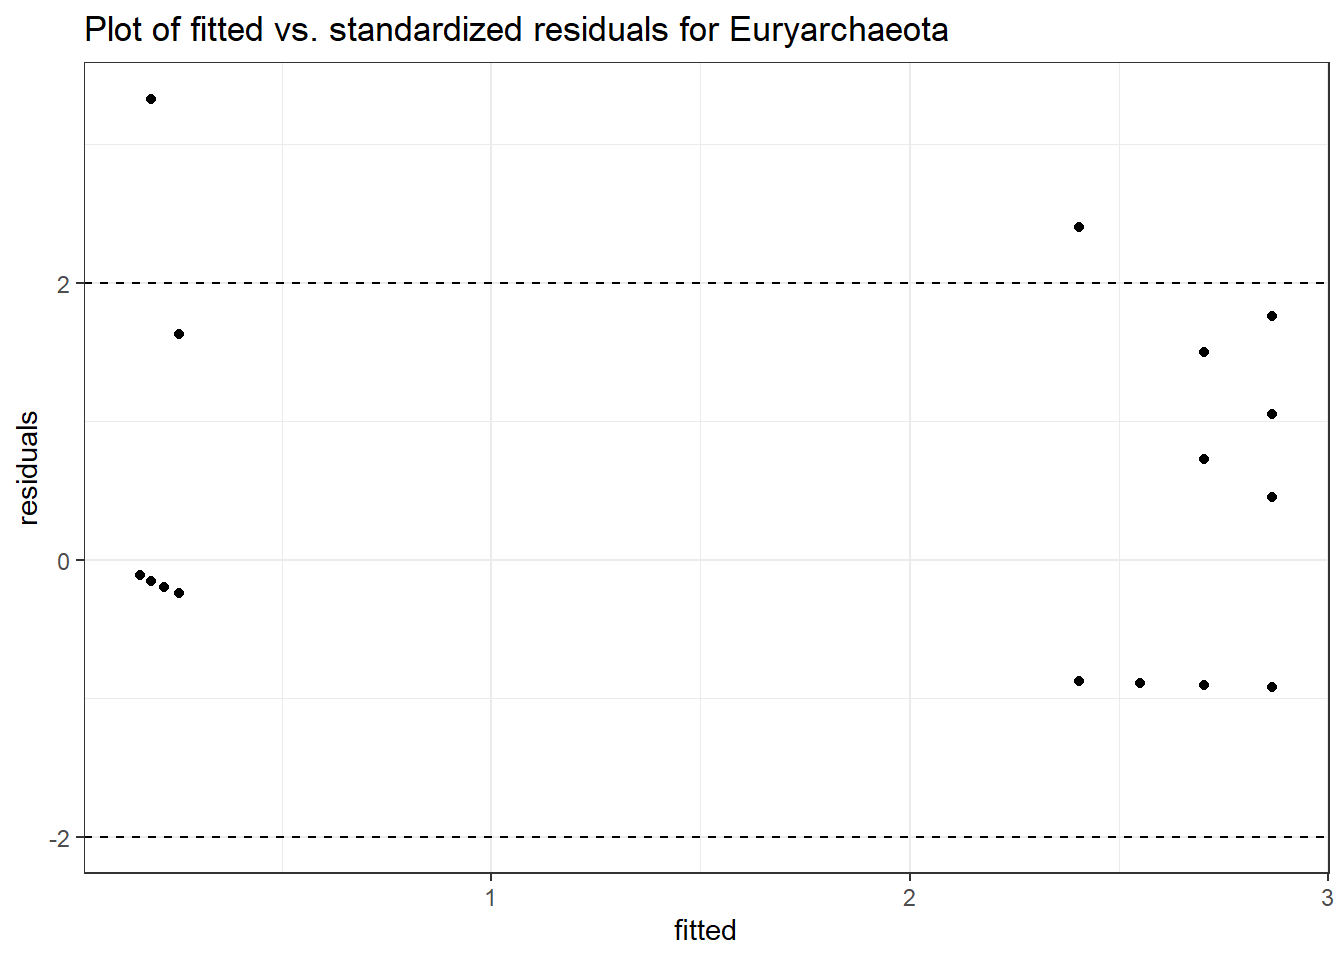 Plot of fitted vs. standardized residuals for Euryarchaeota
residuals
2
0
-2
1
2
3
fitted